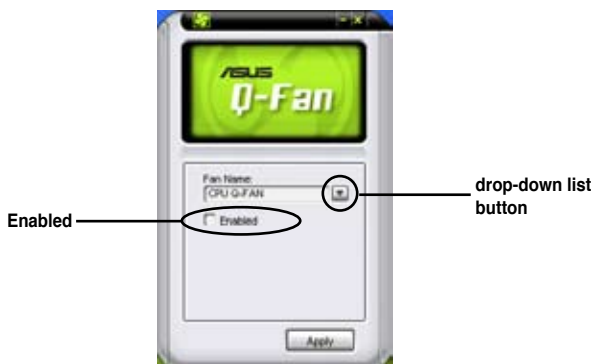 ASUS
Q-Fan
Fan Name:
CPU Q-FAN
Enabled
Enabled
drop-down list
button
Apply